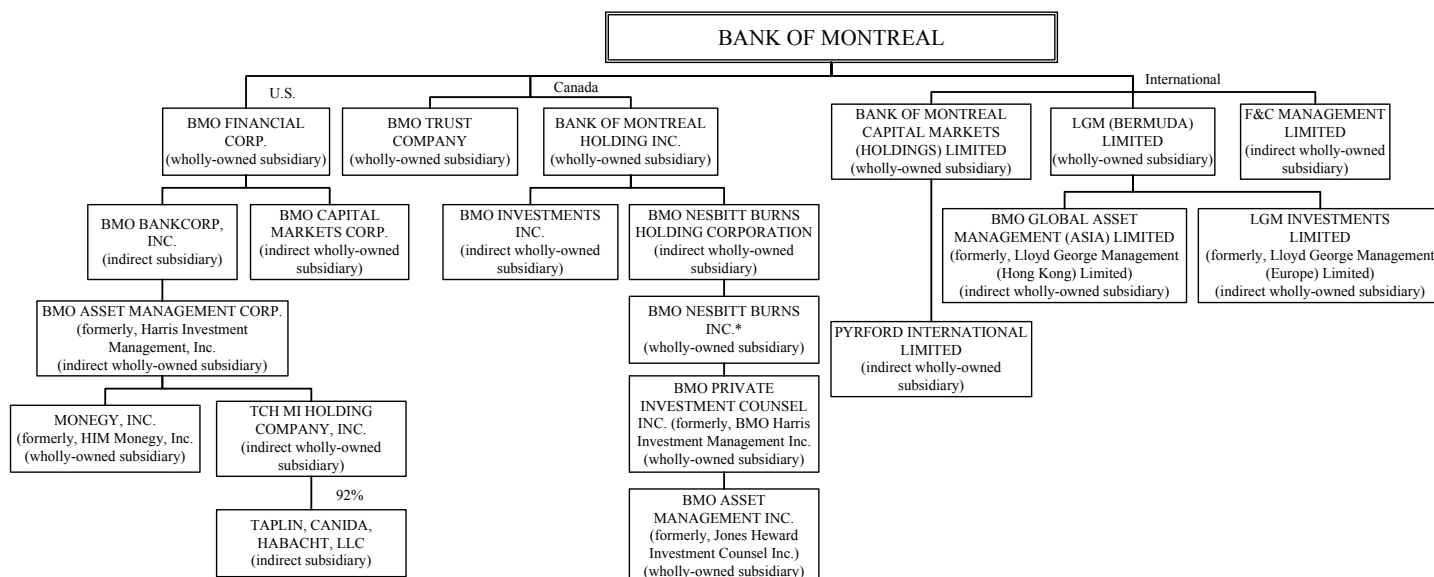 BANK OF MONTREAL
U.S.
Canada
International
BMO FINANCIAL
CORP.
(wholly-owned subsidiary)
BMO TRUST
COMPANY
(wholly-owned subsidiary)
BANK OF MONTREAL
HOLDING INC.
(wholly-owned subsidiary)
BANK OF MONTREAL
CAPITAL MARKETS
(HOLDINGS) LIMITED
(wholly-owned subsidiary)
LGM (BERMUDA)
LIMITED
(wholly-owned subsidiary)
F&C MANAGEMENT
LIMITED
(indirect wholly-owned
subsidiary)
BMO BANKCORP,
INC.
(indirect subsidiary)
BMO CAPITAL
MARKETS CORP.
(indirect wholly-owned
subsidiary)
BMO INVESTMENTS
INC.
(indirect wholly-owned
subsidiary)
BMO NESBITT BURNS
HOLDING CORPORATION
(indirect wholly-owned
subsidiary)
BMO GLOBAL ASSET
MANAGEMENT (ASIA) LIMITED
(formerly, Lloyd George Management
(Hong Kong) Limited)
(indirect wholly-owned subsidiary)
LGM INVESTMENTS
LIMITED
(formerly, Lloyd George Management
(Europe) Limited)
(indirect wholly-owned subsidiary)
BMO ASSET MANAGEMENT CORP.
(formerly, Harris Investment
Management, Inc.
(indirect wholly-owned subsidiary)
BMO NESBITT BURNS
INC.*
(wholly-owned subsidiary)
PYRFORD INTERNATIONAL
LIMITED
(indirect wholly-owned
subsidiary)
MONEGY, INC.
(formerly, HIM Monegy, Inc.
(wholly-owned subsidiary)
TCH MI HOLDING
COMPANY, INC.
(indirect wholly-owned
subsidiary)
BMO PRIVATE
INVESTMENT COUNSEL
INC. (formerly, BMO Harris
Investment Management Inc.
(wholly-owned subsidiary)
92%
TAPLIN, CANIDA,
HABACHT, LLC
(indirect subsidiary)
BMO ASSET
MANAGEMENT INC.
(formerly, Jones Heward
Investment Counsel Inc.)
(wholly-owned subsidiary)